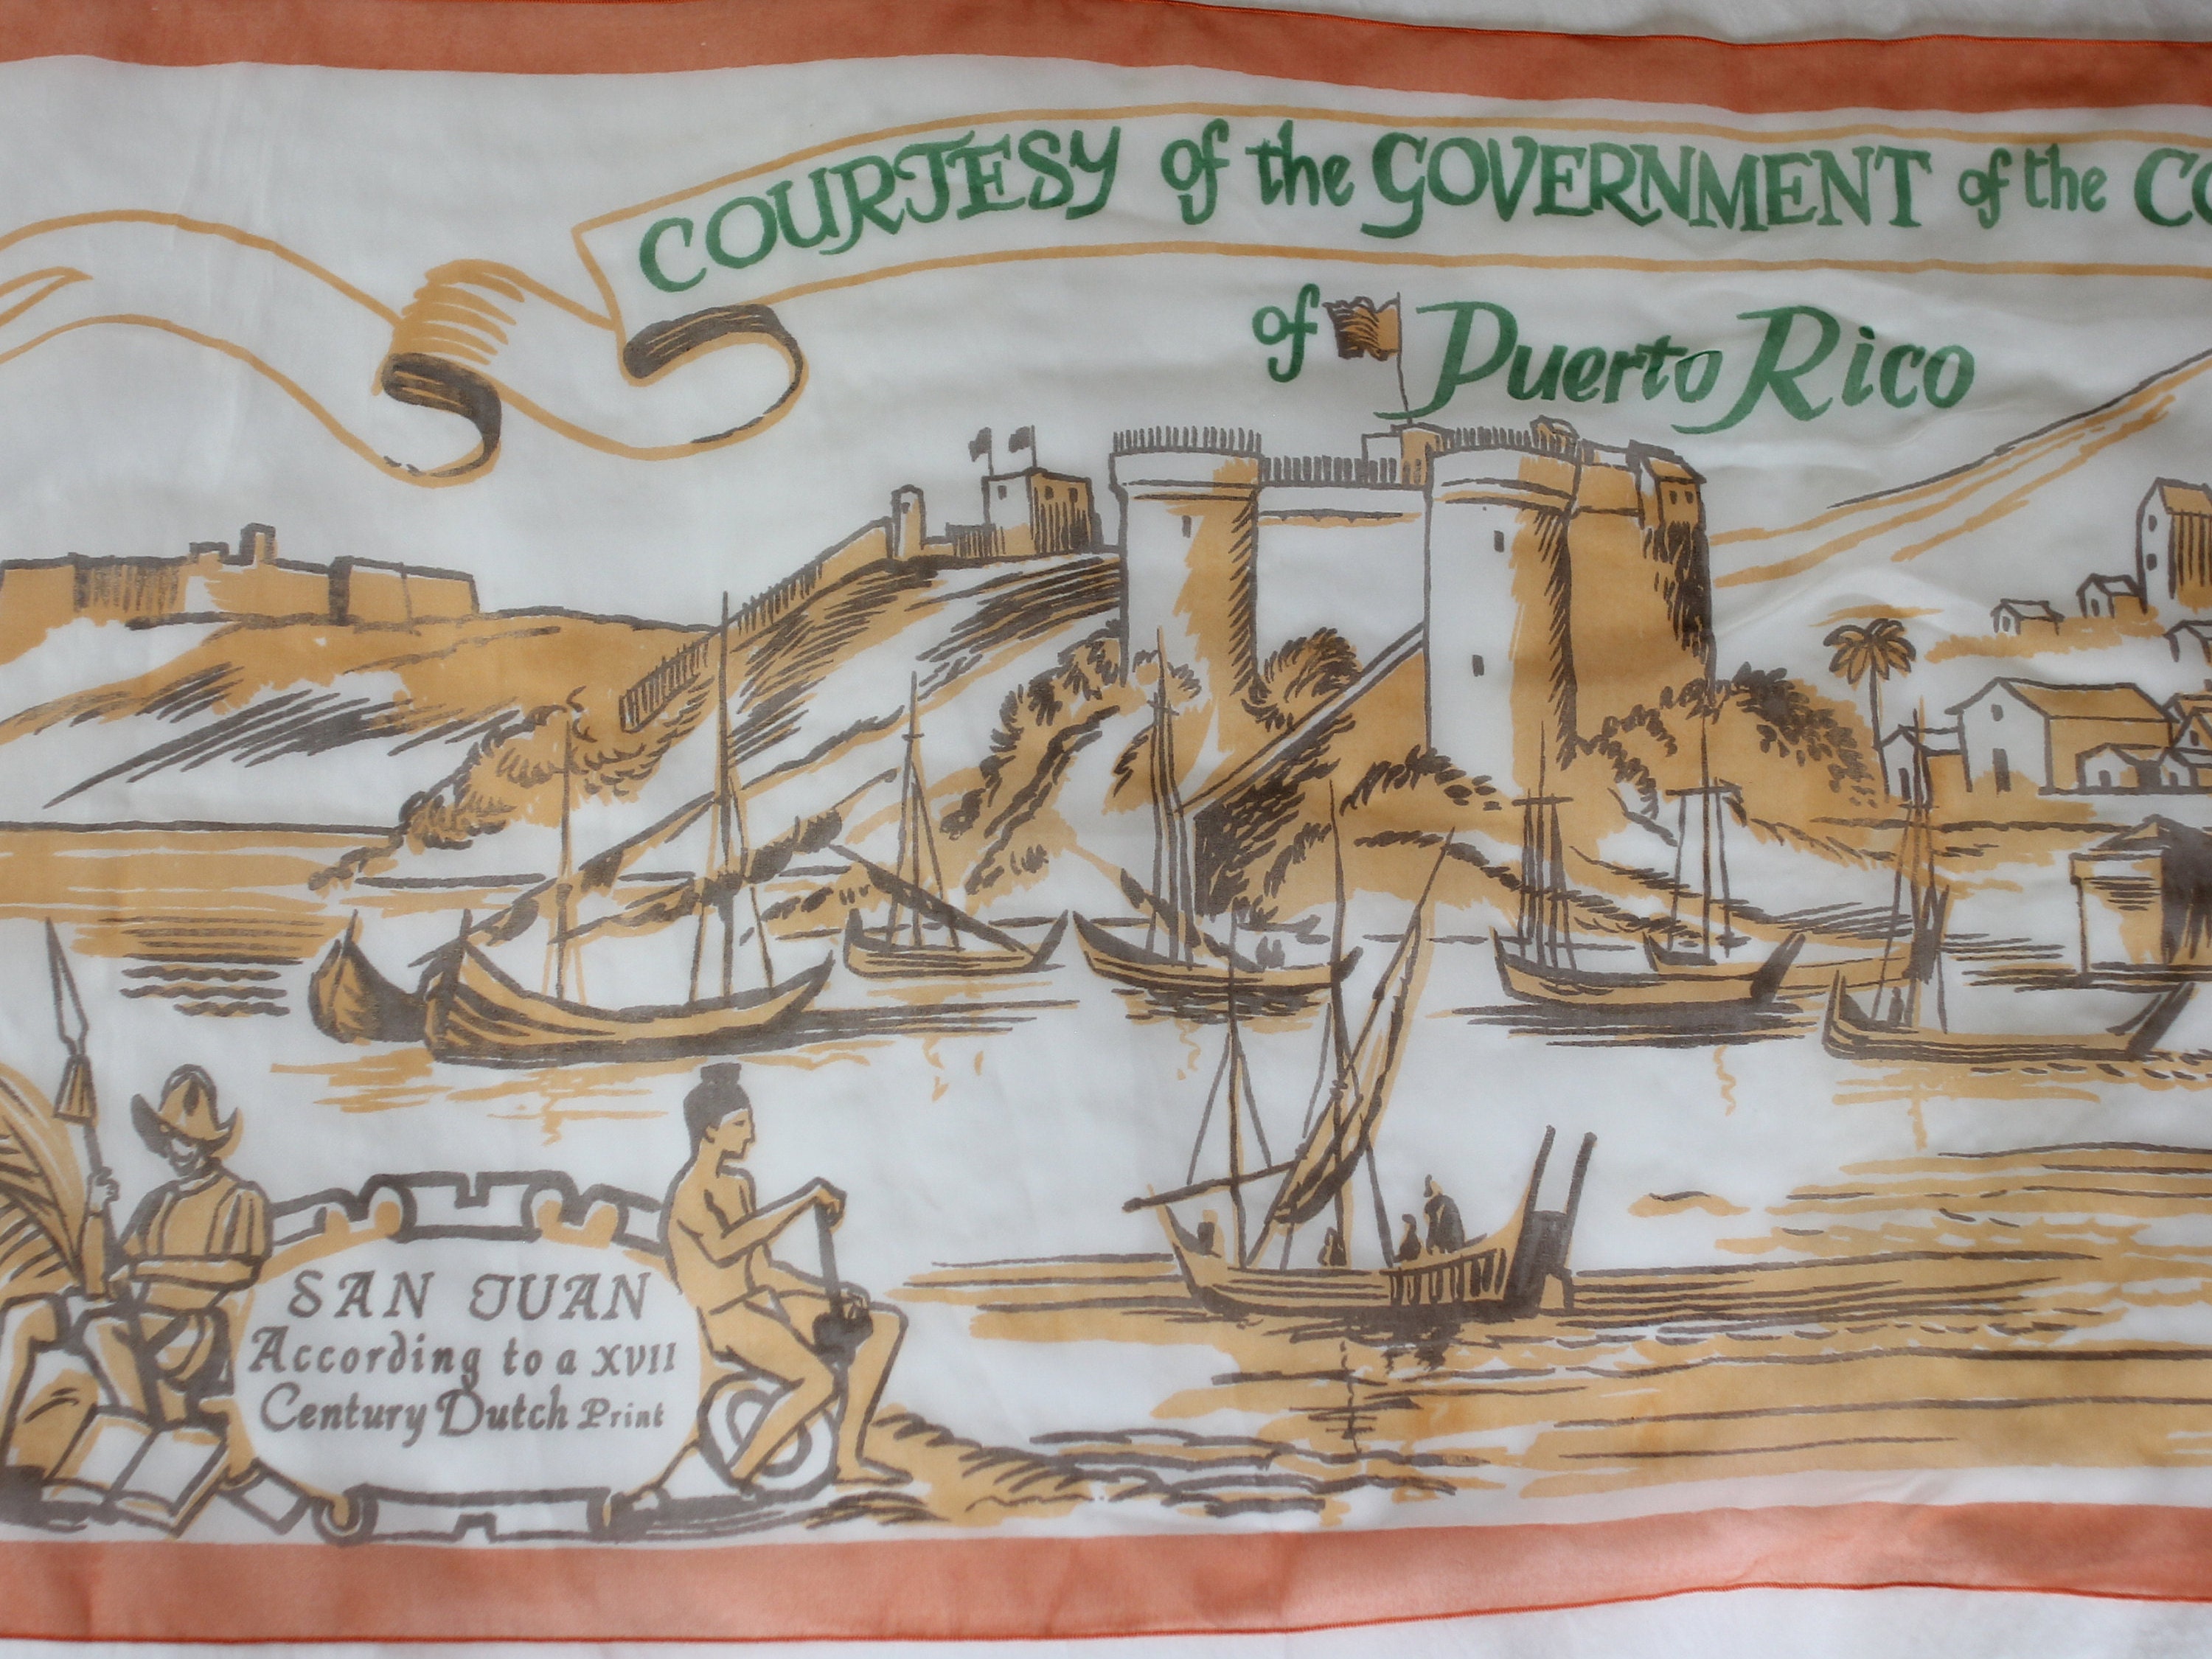 COURTESY of the GOVERNMENT of the
of Puerto Rico
SAN JUAN
According to a XVII
Century Dutch Print